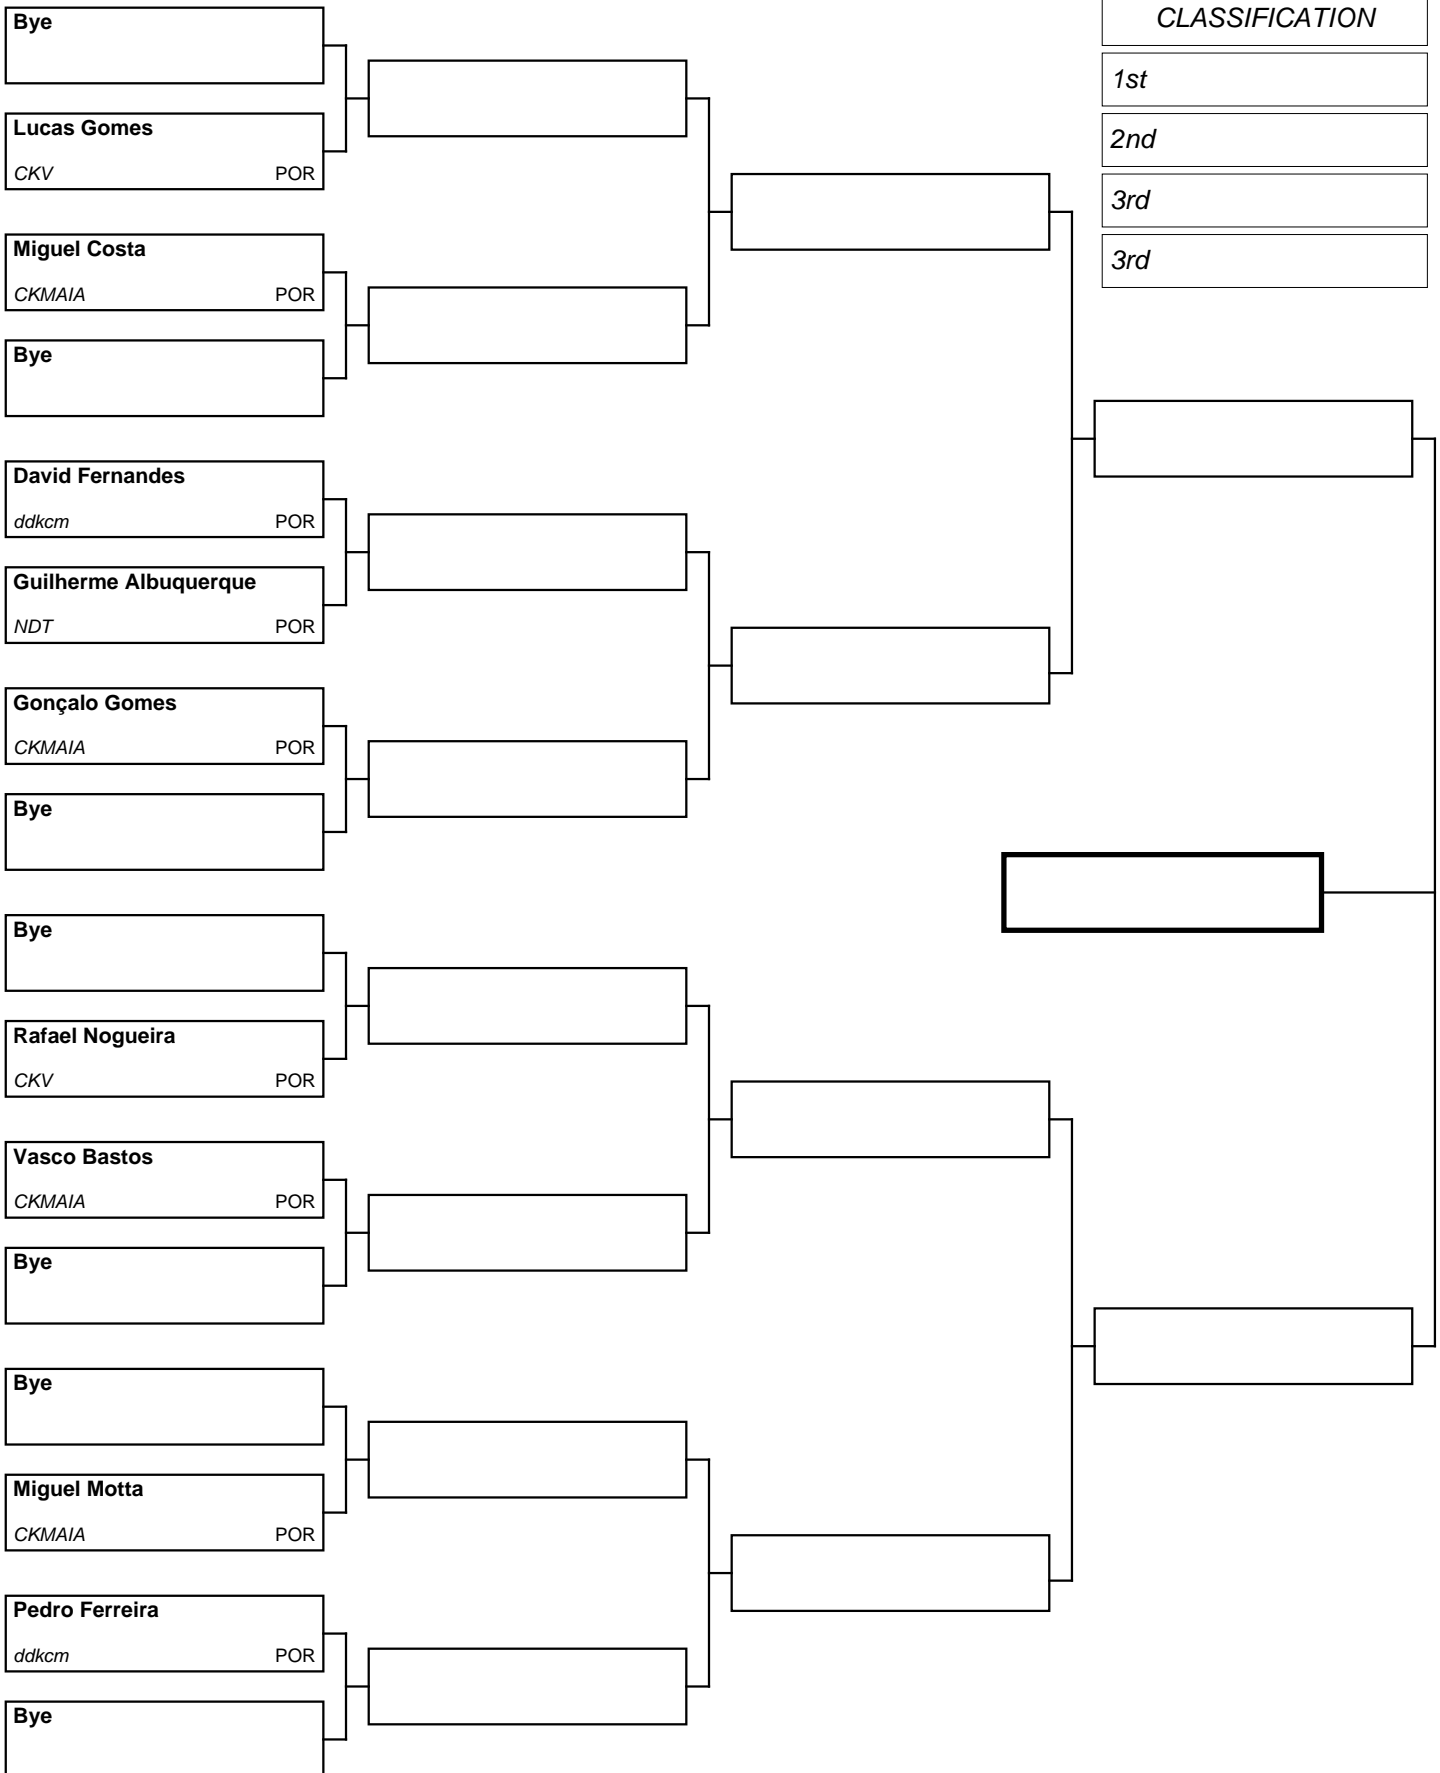 Bye
Lucas Gomes
CKV POR
Miguel Costa
CKMAIA POR
Bye
David Fernandes
ddkcm POR
Guilherme Albuquerque
NDT POR
Gonçalo Gomes
CKMAIA POR
Bye
Bye
Rafael Nogueira
CKV POR
Vasco Bastos
CKMAIA POR
Bye
Bye
Miguel Motta
CKMAIA POR
Pedro Ferreira
ddkcm POR
Bye
CLASSIFICATION
1st
2nd
3rd
3rd